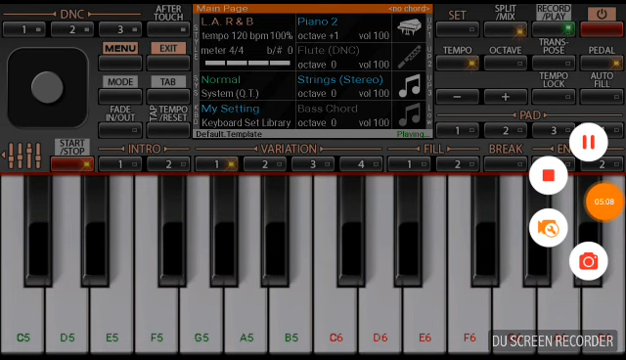 DNC
1 2 3
AFTER TOUCH
MENU EXIT
MODE TAB
FADE IN/OUT
TAP TEMPO /RESET
Main Page <no chord>
L.A. R & B Piano 2
tempo 120 bpm 100% octave +1 vol 100
meter 4/4 b/# 0 Flute (DNC)
octave 0 vol 100
Normal Strings (Stereo)
System (Q.T.) octave 0 vol 100
My Setting Bass Chord
Keyboard Set Library octave 0 vol 100
Default.Template Playing...
SET SPLIT /MIX RECORD /PLAY
TEMPO OCTAVE TRANS- POSE PEDAL
TEMPO LOCK AUTO FILL
− +
PAD
1 2 3
START /STOP INTRO VARIATION FILL BREAK
1 2 1 2 3 4 1 2 2
05:08
C5 D5 E5 F5 G5 A5 B5 C6 D6 E6 F6
DU SCREEN RECORDER